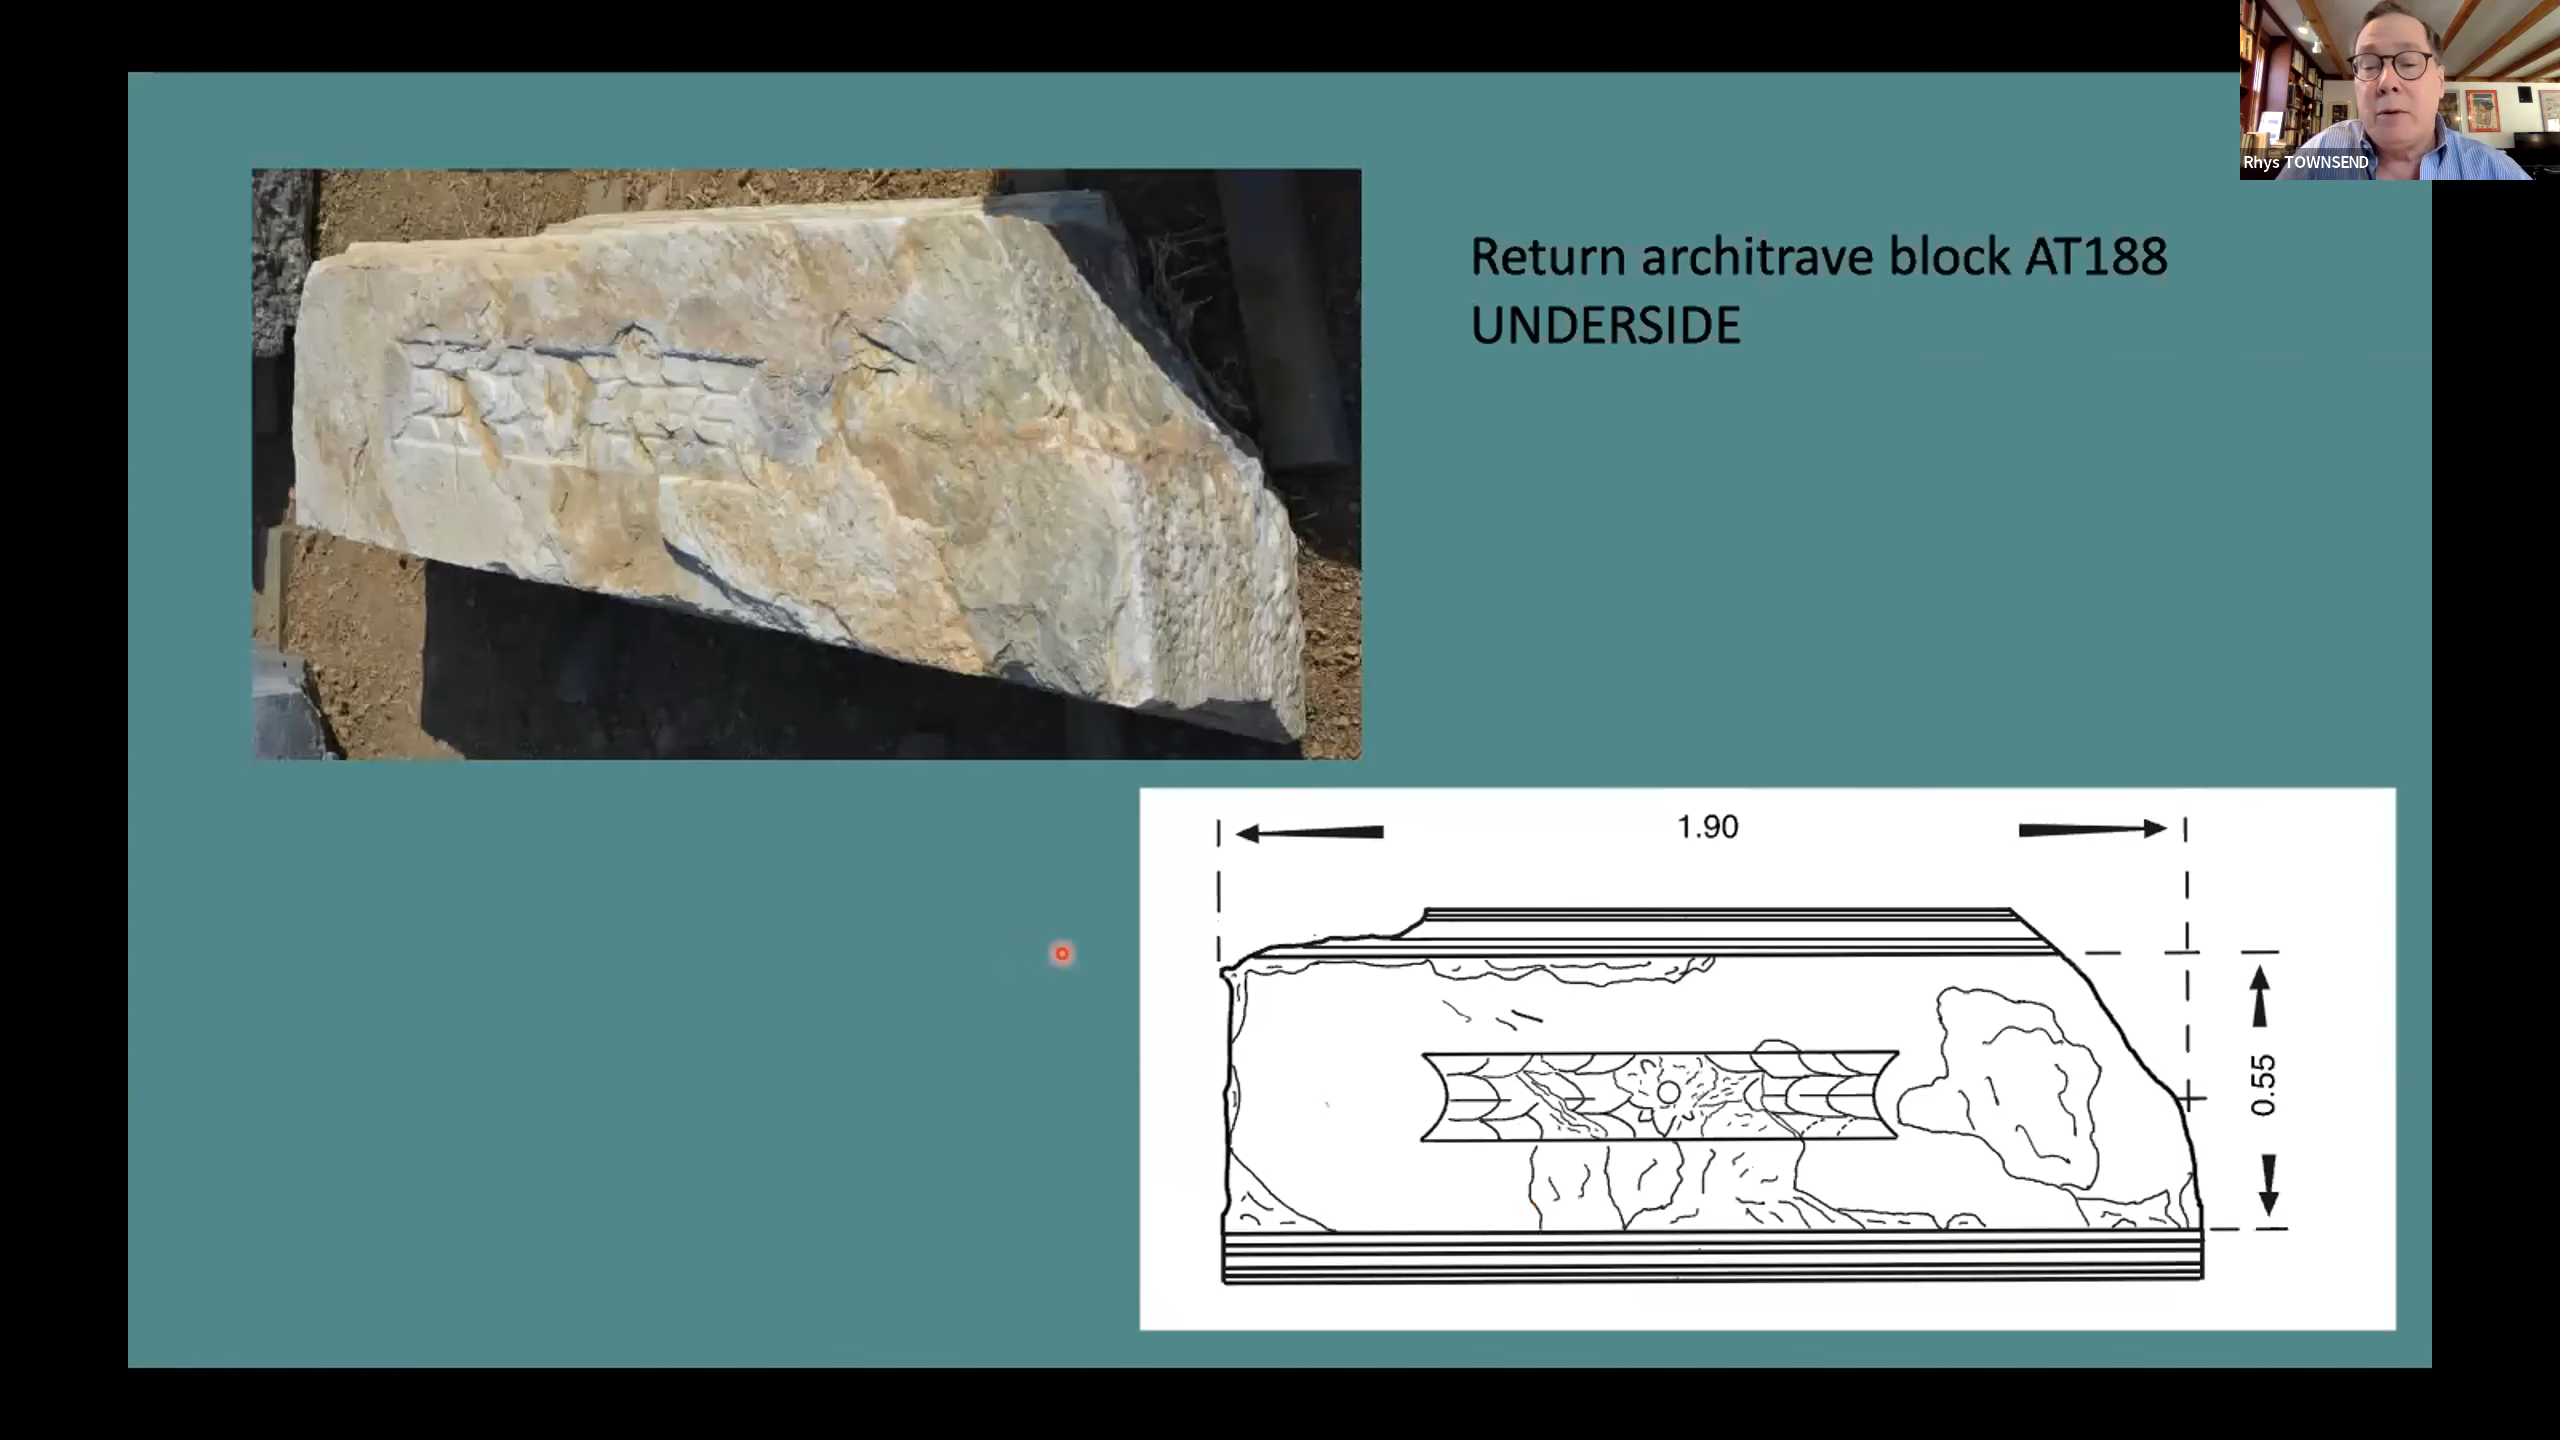 Rhys TOWNSEND
Return architrave block AT188
UNDERSIDE
1.90
0.55